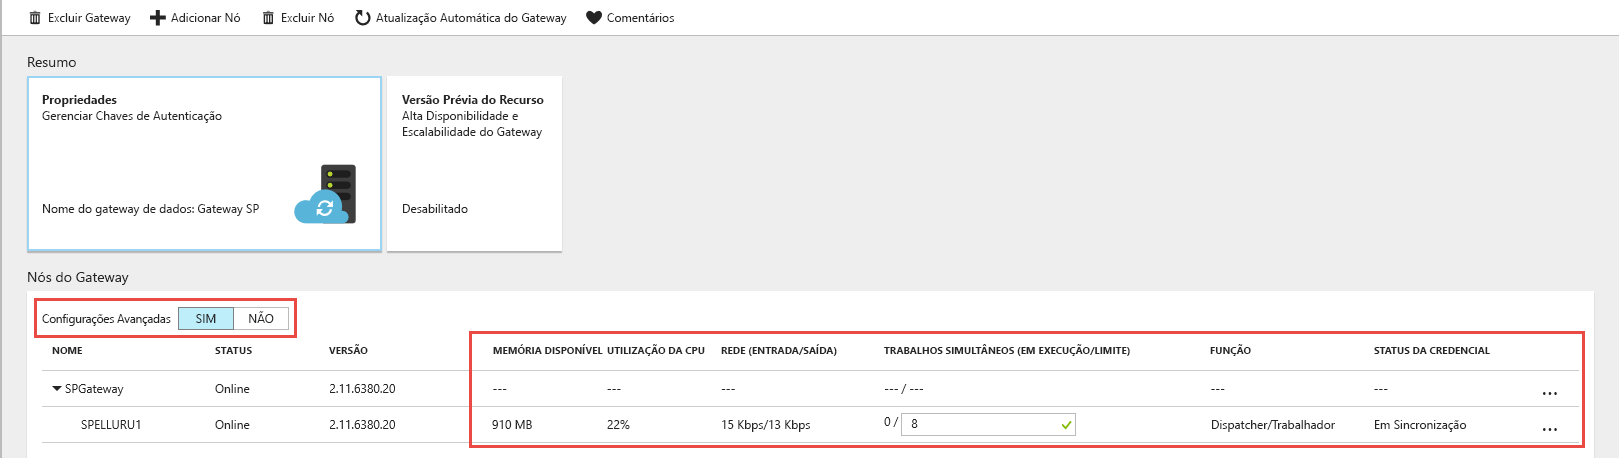 Excluir Gateway Adicionar Nó Excluir Nó Atualização Automática do Gateway Comentários
Resumo
Propriedades
Gerenciar Chaves de Autenticação
Nome do gateway de dados: Gateway SP
Versão Prévia do Recurso
Alta Disponibilidade e
Escalabilidade do Gateway
Desabilitado
Nós do Gateway
Configurações Avançadas SIM NÃO
NOME STATUS VERSÃO MEMÓRIA DISPONÍVEL UTILIZAÇÃO DA CPU REDE (ENTRADA/SAÍDA) TRABALHOS SIMULTÂNEOS (EM EXECUÇÃO/LIMITE) FUNÇÃO STATUS DA CREDENCIAL
SPGateway Online 2.11.6380.20 --- --- --- --- / --- --- --- ...
SPELLURU1 Online 2.11.6380.20 910 MB 22% 15 Kbps/13 Kbps 0 / 8 Dispatcher/Trabalhador Em Sincronização ...